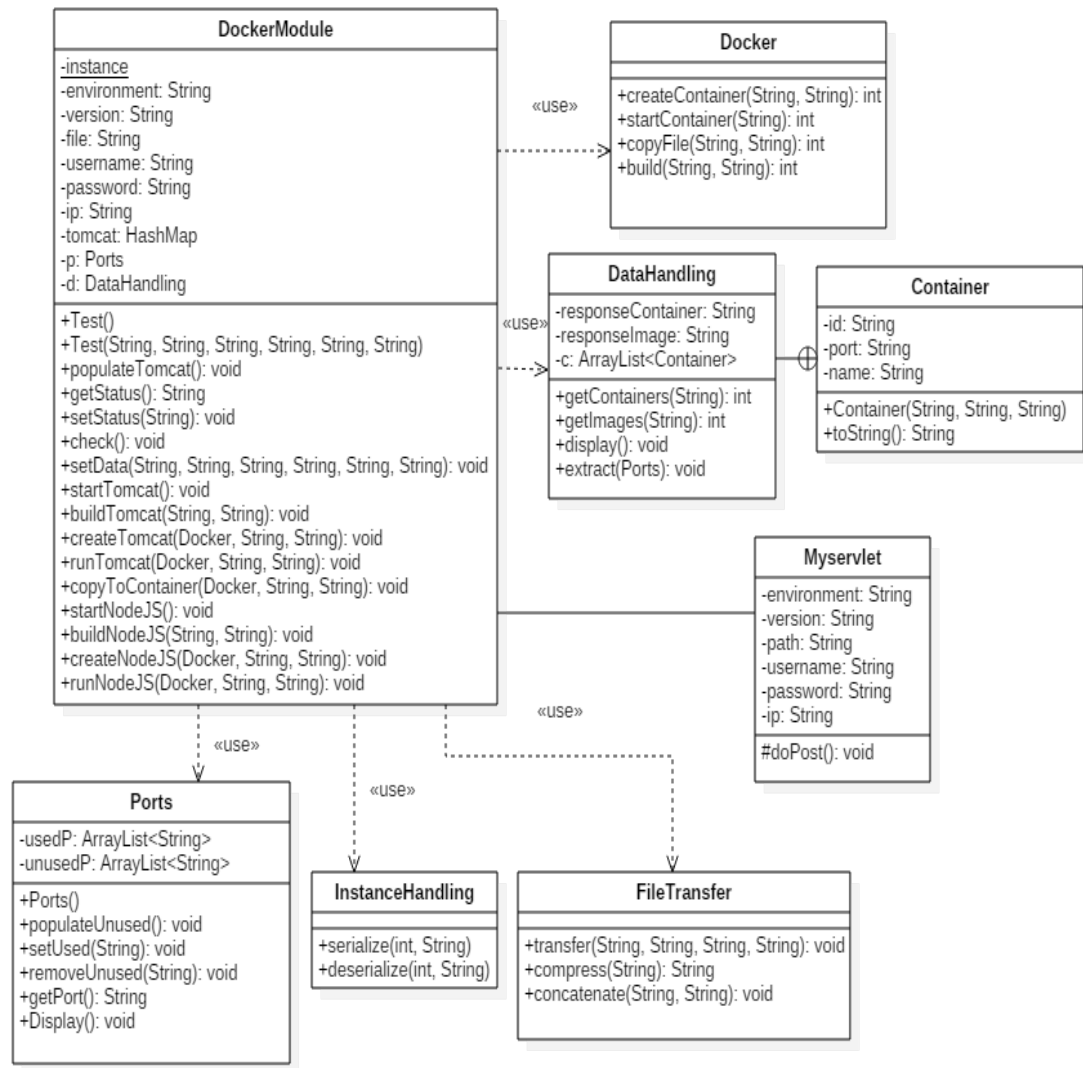 DockerModule
-instance
-environment: String
-version: String
-file: String
-username: String
-password: String
-ip: String
-tomcat: HashMap
-p: Ports
-d: DataHandling
+Test()
+Test(String, String, String, String, String, String)
+populateTomcat(): void
+getStatus(): String
+setStatus(String): void
+check(): void
+setData(String, String, String, String, String, String): void
+startTomcat(): void
+buildTomcat(String, String): void
+createTomcat(Docker, String, String): void
+runTomcat(Docker, String, String): void
+copyToContainer(Docker, String, String): void
+startNodeJS(): void
+buildNodeJS(String, String): void
+createNodeJS(Docker, String, String): void
+runNodeJS(Docker, String, String): void
«use»
Docker
+createContainer(String, String): int
+startContainer(String): int
+copyFile(String, String): int
+build(String, String): int
«use»
DataHandling
-responseContainer: String
-responseImage: String
-c: ArrayList<Container>
+getContainers(String): int
+getImages(String): int
+display(): void
+extract(Ports): void
Container
-id: String
-port: String
-name: String
+Container(String, String, String)
+toString(): String
Myservlet
-environment: String
-version: String
-path: String
-username: String
-password: String
-ip: String
#doPost(): void
«use»
«use»
«use»
Ports
-usedP: ArrayList<String>
-unusedP: ArrayList<String>
+Ports()
+populateUnused(): void
+setUsed(String): void
+removeUnused(String): void
+getPort(): String
+Display(): void
InstanceHandling
+serialize(int, String)
+deserialize(int, String)
FileTransfer
+transfer(String, String, String, String): void
+compress(String): String
+concatenate(String, String): void